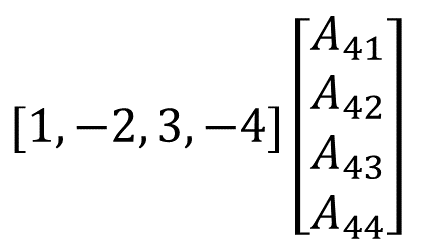 [1, −2, 3, −4] [A₄₁
A₄₂
A₄₃
A₄₄]